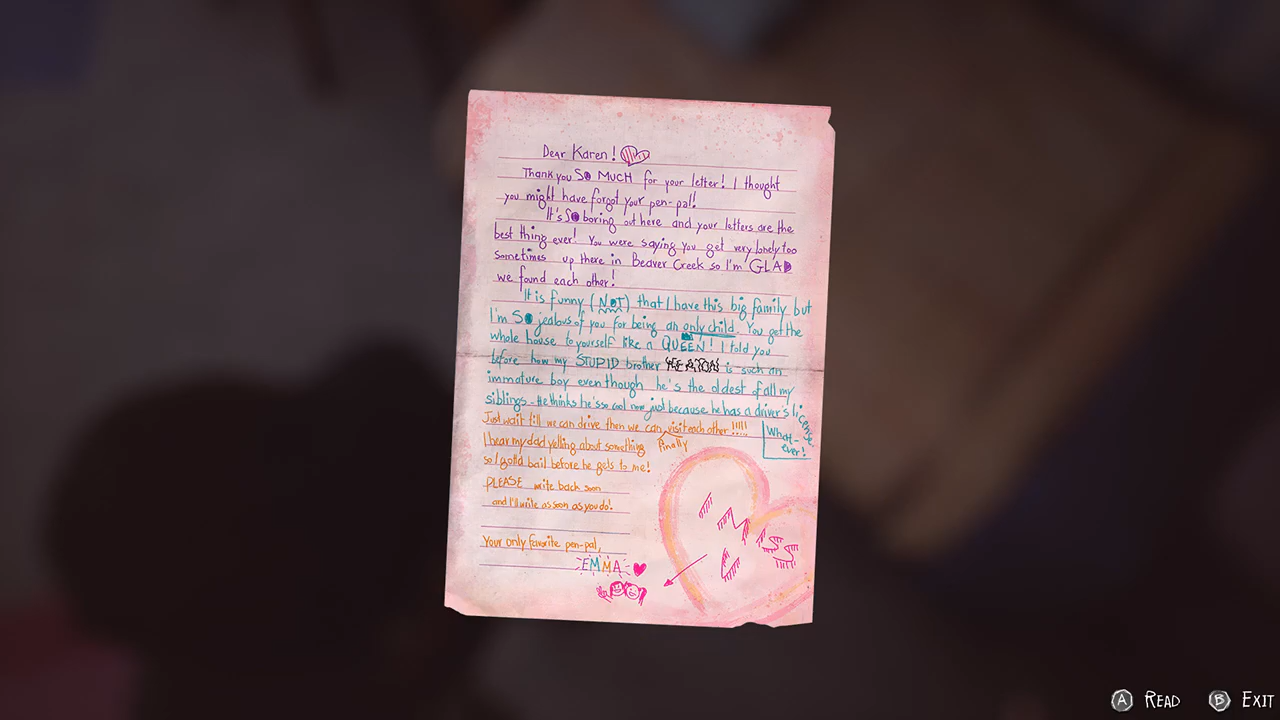 Dear Karen!
Thank you SO MUCH for your letter! I thought
you might have forgot your pen-pal!
It's SO boring out here and your letters are the
best thing ever! You were saying you get very lonely too
sometimes up there in Beaver Creek so I'm GLAD
we found each other!
It is funny (NOT) that I have this big family but
I'm SO jealous of you for being an only child. You get the
whole house to yourself like a QUEEN! I told you
before how my STUPID brother is such an
immature boy even though he's the oldest of all my
siblings. He thinks he's so cool now just because he has a driver's license
What-
ever!
Just wait till we can drive then we can finally visit each other!!!!!
I hear my dad yelling about something
so I gotta bail before he gets to me!
PLEASE write back soon
and I'll write as soon as you do!
Your only favorite pen-pal,
EMMA
A READ B EXIT